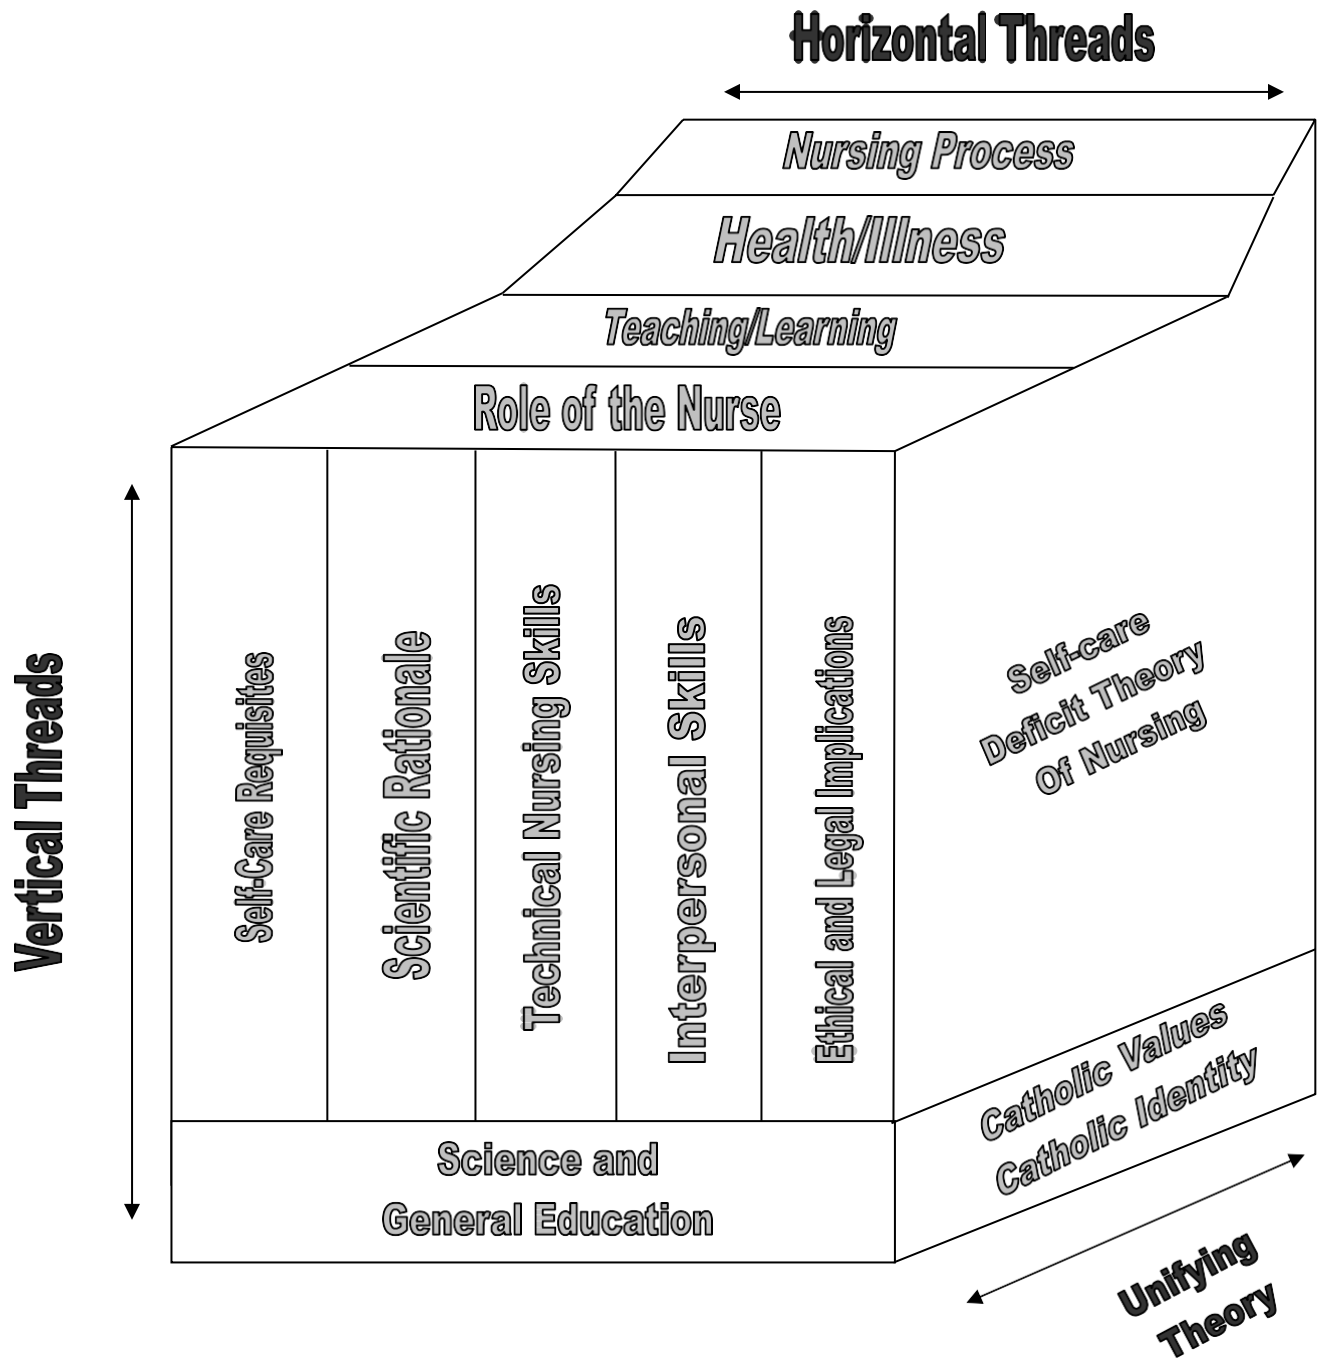 Horizontal Threads
Nursing Process
Health/Illness
Teaching/Learning
Role of the Nurse
Vertical Threads
Self-Care Requisites
Scientific Rationale
Technical Nursing Skills
Interpersonal Skills
Ethical and Legal Implications
Self-care
Deficit Theory
Of Nursing
Science and
General Education
Catholic Values
Catholic Identity
Unifying
Theory